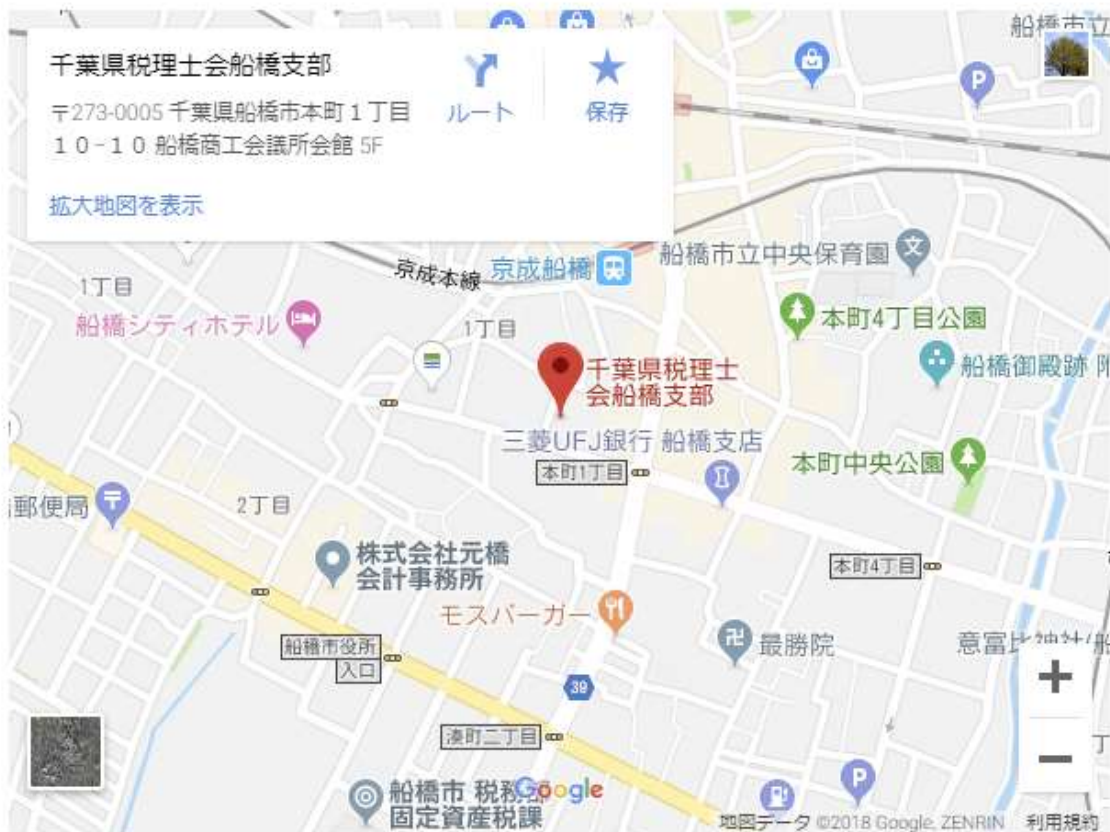 船橋市立
千葉県税理士会船橋支部
〒273-0005 千葉県船橋市本町1丁目
10-10 船橋商工会議所会館 5F
ルート
保存
拡大地図を表示
P
京成本線
京成船橋
船橋市立中央保育園
文
1丁目
船橋シティホテル
1丁目
本町4丁目公園
千葉県税理士
会船橋支部
船橋御殿跡
三菱UFJ銀行 船橋支店
本町1丁目
本町中央公園
郵便局
2丁目
株式会社元橋
会計事務所
本町4丁目
モスバーガー
最勝院
船橋市役所
入口
意富比神社(船
39
湊町二丁目
船橋市 税務部
固定資産税課
Google
P
地図データ ©2018 Google, ZENRIN
利用規約